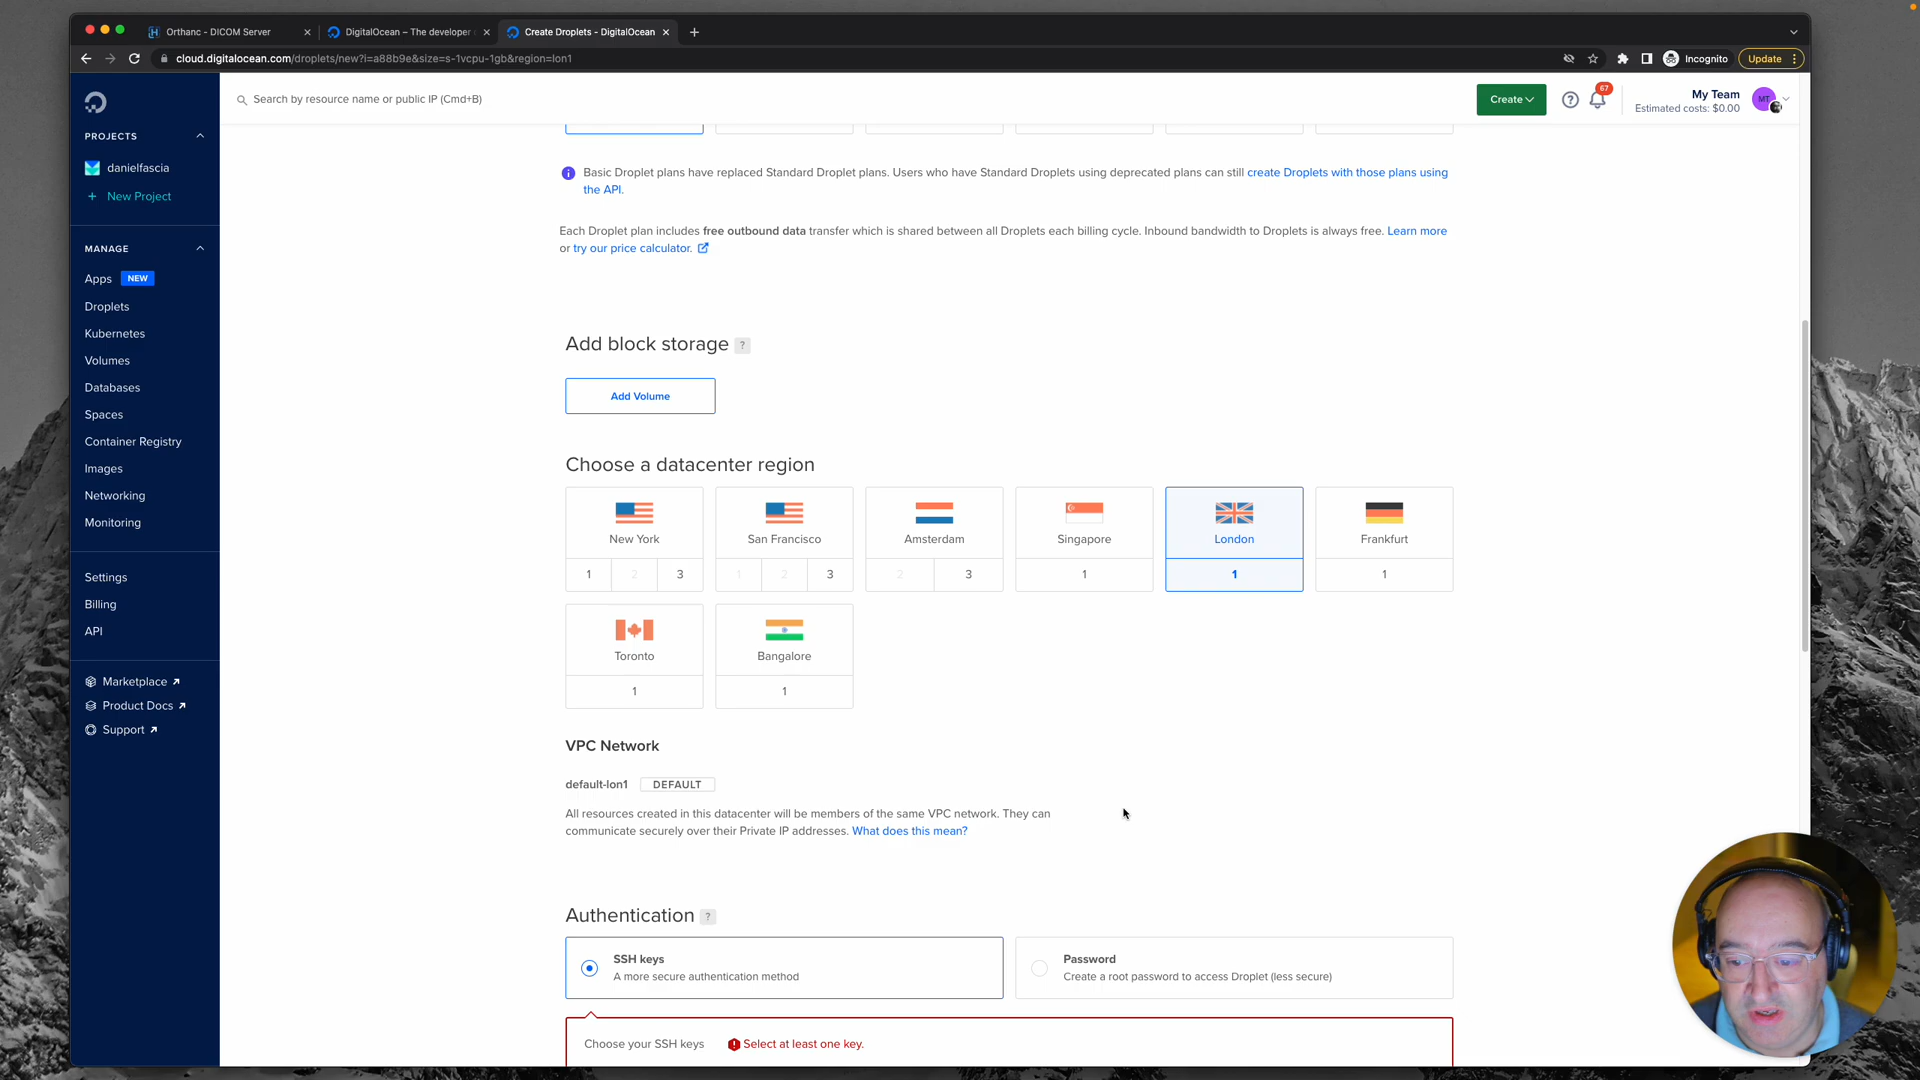 Orthanc - DICOM Server
DigitalOcean – The developer
Create Droplets - DigitalOcean
cloud.digitalocean.com/droplets/new?i=a88b9e&size=s-1vcpu-1gb&region=lon1
Incognito
Update
Search by resource name or public IP (Cmd+B)
Create
67
My Team
Estimated costs: $0.00
MT
PROJECTS
danielfascia
+ New Project
MANAGE
Apps NEW
Droplets
Kubernetes
Volumes
Databases
Spaces
Container Registry
Images
Networking
Monitoring
Settings
Billing
API
Marketplace
Product Docs
Support
Basic Droplet plans have replaced Standard Droplet plans. Users who have Standard Droplets using deprecated plans can still create Droplets with those plans using
the API.
Each Droplet plan includes free outbound data transfer which is shared between all Droplets each billing cycle. Inbound bandwidth to Droplets is always free. Learn more
or try our price calculator.
Add block storage ?
Add Volume
Choose a datacenter region
New York
1 2 3
San Francisco
1 2 3
Amsterdam
2 3
Singapore
1
London
1
Frankfurt
1
Toronto
1
Bangalore
1
VPC Network
default-lon1 DEFAULT
All resources created in this datacenter will be members of the same VPC network. They can
communicate securely over their Private IP addresses. What does this mean?
Authentication ?
SSH keys
A more secure authentication method
Password
Create a root password to access Droplet (less secure)
Choose your SSH keys
Select at least one key.